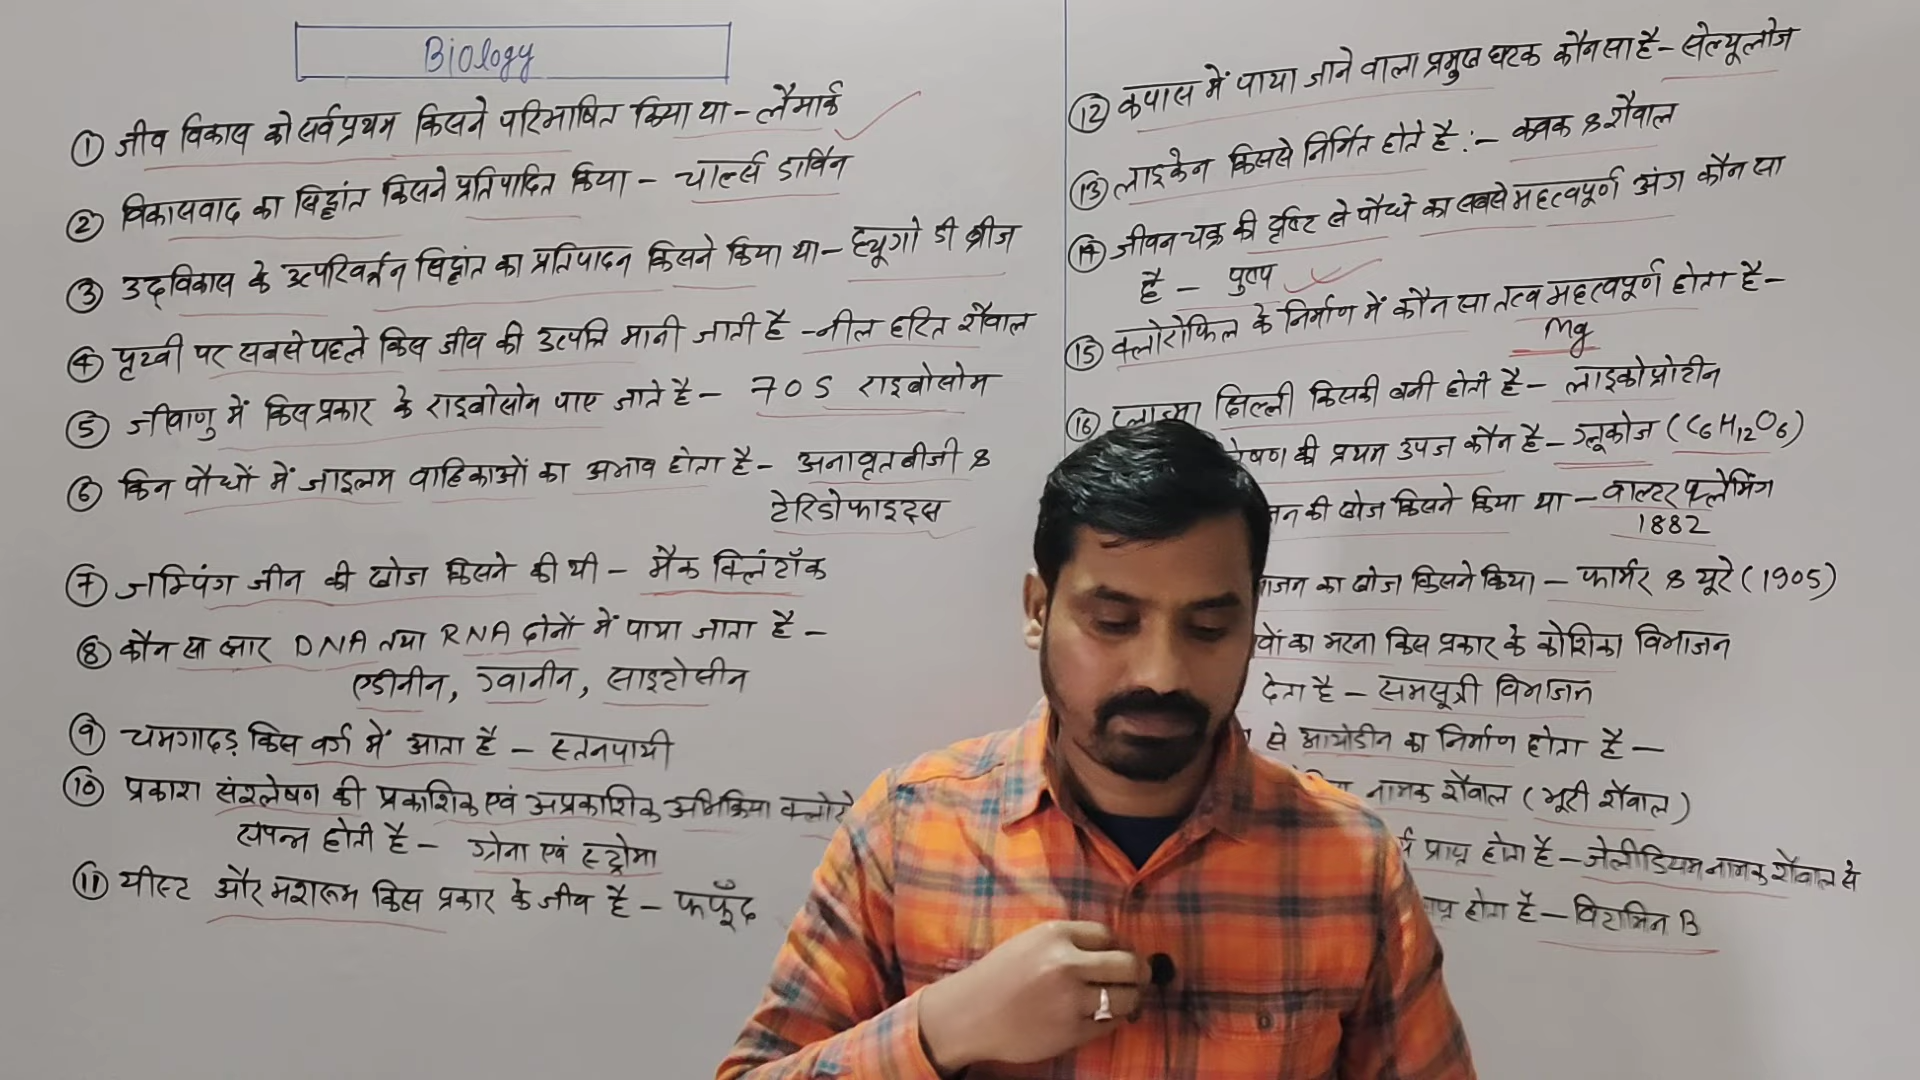 Biology
① जीव विकास को सर्वप्रथम किसने परिभाषित किया था - लैमार्क
② विकासवाद का सिद्धांत किसने प्रतिपादित किया - चार्ल्स डार्विन
③ उद्‌विकास के उत्परिवर्तन सिद्धांत का प्रतिपादन किसने किया था - ह्यूगो डी ब्रीज
④ पृथ्वी पर सबसे पहले किस जीव की उत्पत्ति मानी जाती है - नील हरित शैवाल
⑤ जीवाणु में किस प्रकार के राइबोसोम पाए जाते है - 70 S राइबोसोम
⑥ किन पौधों में जाइलम वाहिकाओं का अभाव होता है - अनावृतबीजी &
टेरिडोफाइट्स
⑦ जम्पिंग जीन की खोज किसने की थी - मैक क्लिंटॉक
⑧ कौन सा क्षार DNA तथा RNA दोनों में पाया जाता है -
एडीनीन, ग्वानीन, साइटोसीन
⑨ चमगादड़ किस वर्ग में आता है - स्तनपायी
⑩ प्रकाश संश्लेषण की प्रकाशिक एवं अप्रकाशिक अभिक्रिया क्लोरो
संपन्न होती है - ग्रेना एवं स्ट्रोमा
⑪ यीस्ट और मशरूम किस प्रकार के जीव है - फफूँद
⑫ कपास में पाया जाने वाला प्रमुख घटक कौन सा है - सेल्यूलोज
⑬ लाइकेन किससे निर्मित होते है :- कवक & शैवाल
⑭ जीवन चक्र की दृष्टि से पौधे का सबसे महत्वपूर्ण अंग कौन सा
है - पुष्प
⑮ क्लोरोफिल के निर्माण में कौन सा तत्व महत्वपूर्ण होता है -
Mg
⑯ प्लाज्मा झिल्ली किसकी बनी होती है - लाइकोप्रोटीन
की प्रथम उपज कौन है - ग्लूकोज (C6H12O6)
की खोज किसने किया था - वाल्टर फ्लेमिंग
1882
का खोज किसने किया - फार्मर & मूरे (1905)
का भरना किस प्रकार के कोशिका विभाजन
देता है - समसूत्री विभाजन
से आयोडीन का निर्माण होता है -
नामक शैवाल (भूरी शैवाल)
प्राप्त होता है - जेलीडियम नामक शैवाल से
होता है - विटामिन B